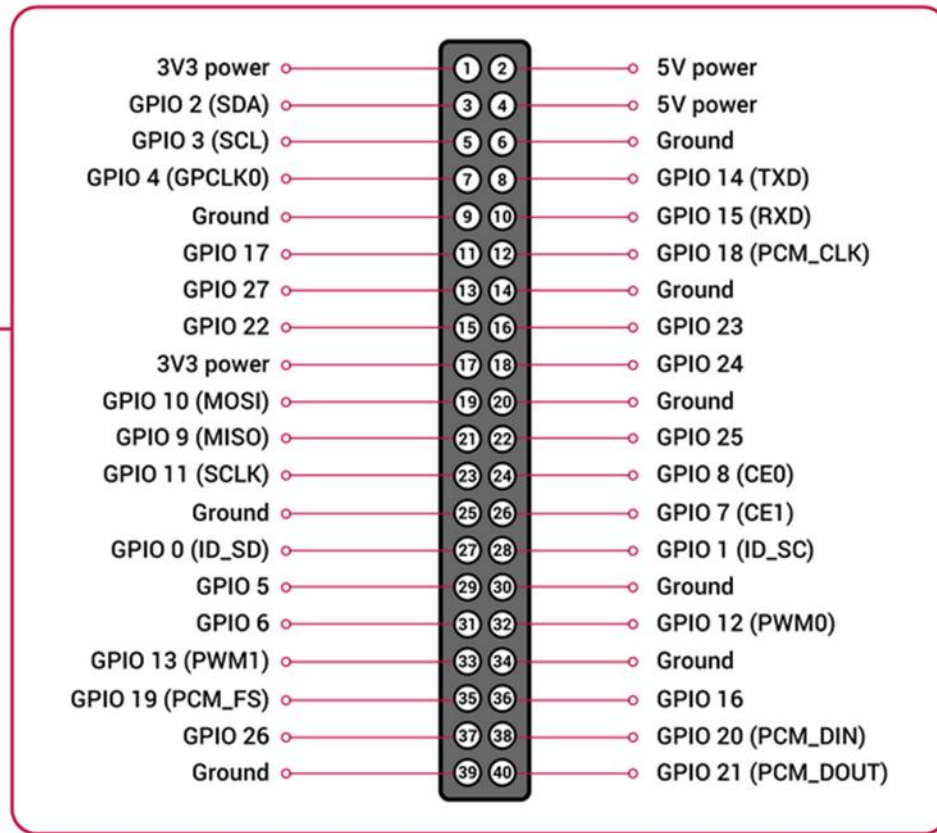 3V3 power 1 2 5V power
GPIO 2 (SDA) 3 4 5V power
GPIO 3 (SCL) 5 6 Ground
GPIO 4 (GPCLK0) 7 8 GPIO 14 (TXD)
Ground 9 10 GPIO 15 (RXD)
GPIO 17 11 12 GPIO 18 (PCM_CLK)
GPIO 27 13 14 Ground
GPIO 22 15 16 GPIO 23
3V3 power 17 18 GPIO 24
GPIO 10 (MOSI) 19 20 Ground
GPIO 9 (MISO) 21 22 GPIO 25
GPIO 11 (SCLK) 23 24 GPIO 8 (CE0)
Ground 25 26 GPIO 7 (CE1)
GPIO 0 (ID_SD) 27 28 GPIO 1 (ID_SC)
GPIO 5 29 30 Ground
GPIO 6 31 32 GPIO 12 (PWM0)
GPIO 13 (PWM1) 33 34 Ground
GPIO 19 (PCM_FS) 35 36 GPIO 16
GPIO 26 37 38 GPIO 20 (PCM_DIN)
Ground 39 40 GPIO 21 (PCM_DOUT)